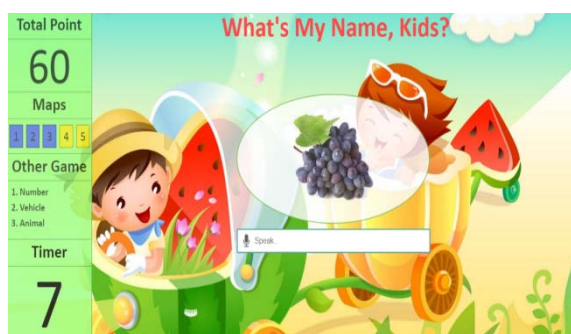 Total Point
60
Maps
1 2 3 4 5
Other Game
1. Number
2. Vehicle
3. Animal
Timer
7
What's My Name, Kids?
Speak..